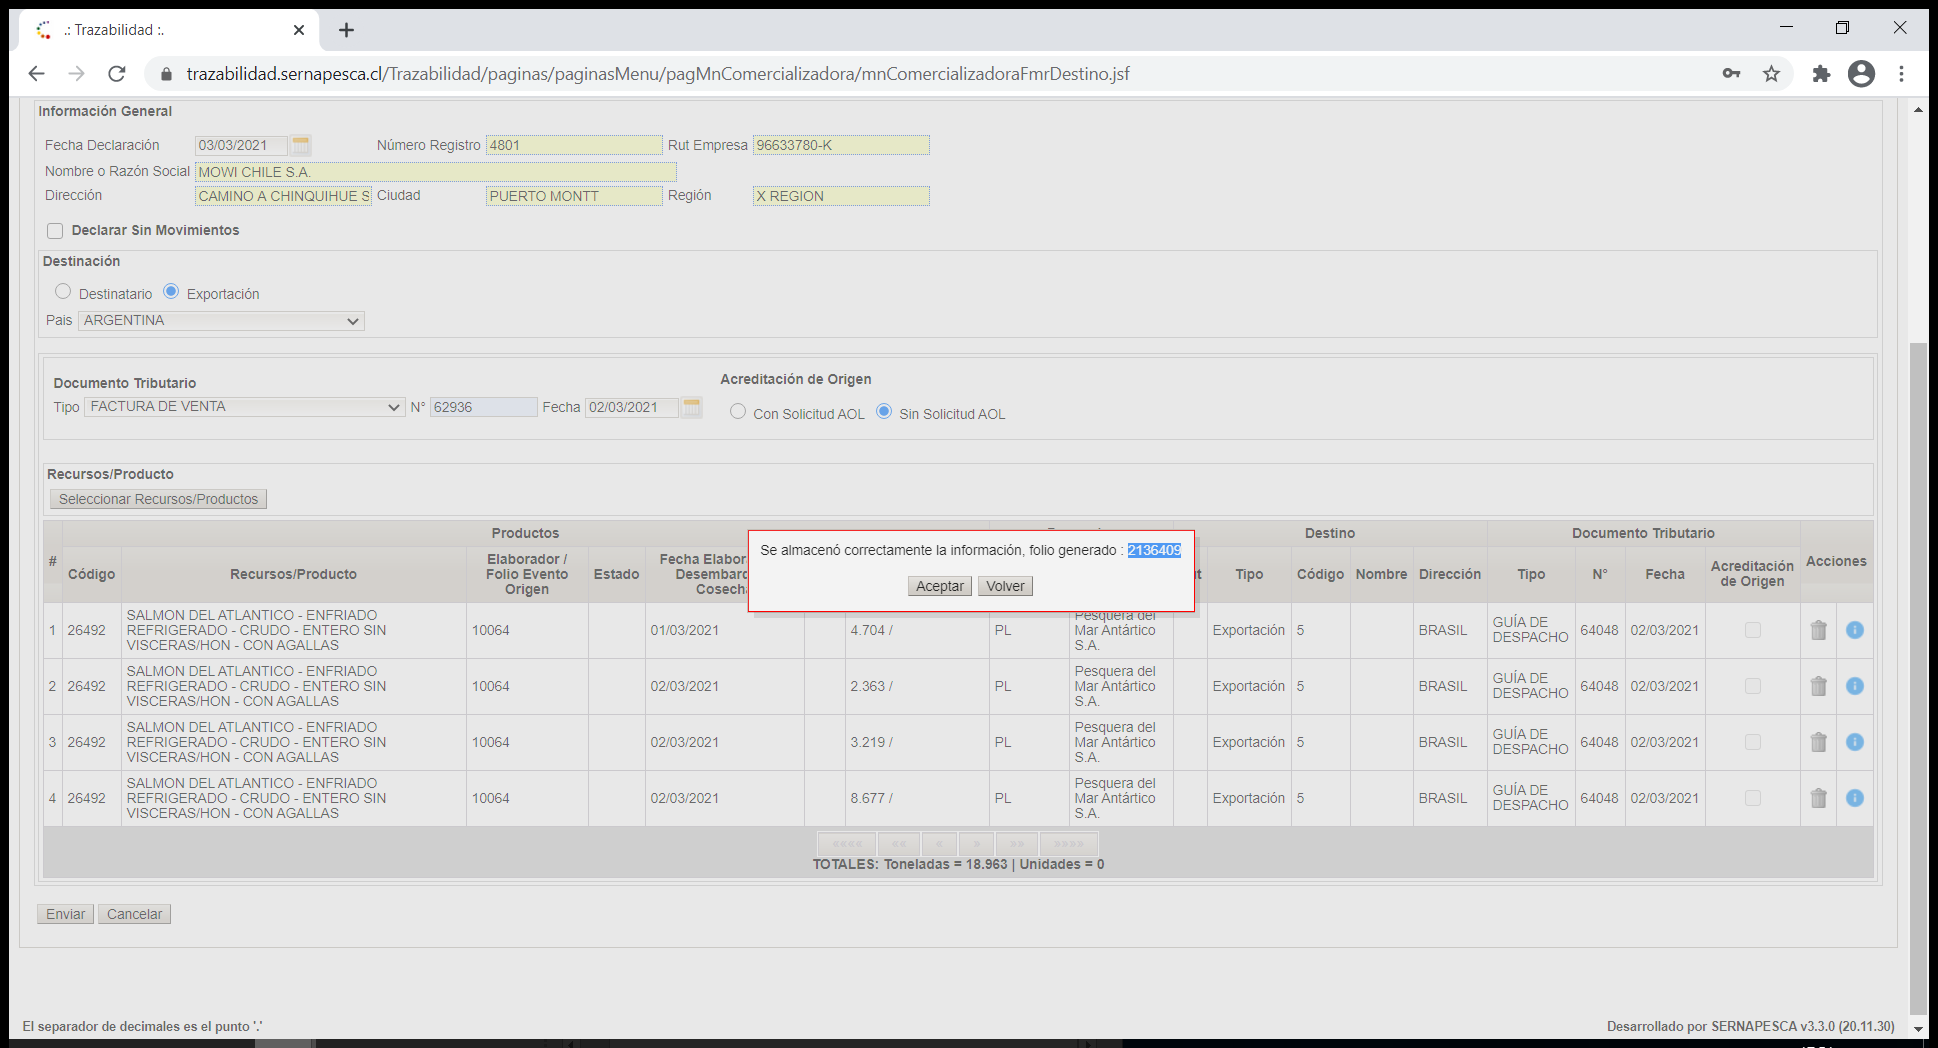 .: Trazabilidad :.
trazabilidad.sernapesca.cl/Trazabilidad/paginas/paginasMenu/pagMnComercializadora/mnComercializadoraFmrDestino.jsf
Información General
Fecha Declaración 03/03/2021 Número Registro 4801 Rut Empresa 96633780-K
Nombre o Razón Social MOWI CHILE S.A.
Dirección CAMINO A CHINQUIHUE S Ciudad PUERTO MONTT Región X REGION
Declarar Sin Movimientos
Destinación
Destinatario Exportación
Pais ARGENTINA
Documento Tributario Acreditación de Origen
Tipo FACTURA DE VENTA N° 62936 Fecha 02/03/2021 Con Solicitud AOL Sin Solicitud AOL
Recursos/Producto
Seleccionar Recursos/Productos
Productos Destino Documento Tributario
# Código Recursos/Producto Elaborador / Folio Evento Origen Estado Fecha Elabor Desembarc Cosech Tipo Código Nombre Dirección Tipo N° Fecha Acreditación de Origen Acciones
Se almacenó correctamente la información, folio generado : 2136409
Aceptar Volver
1 26492 SALMON DEL ATLANTICO - ENFRIADO REFRIGERADO - CRUDO - ENTERO SIN VISCERAS/HON - CON AGALLAS 10064 01/03/2021 4.704 / PL Pesquera del Mar Antártico S.A. Exportación 5 BRASIL GUÍA DE DESPACHO 64048 02/03/2021
2 26492 SALMON DEL ATLANTICO - ENFRIADO REFRIGERADO - CRUDO - ENTERO SIN VISCERAS/HON - CON AGALLAS 10064 02/03/2021 2.363 / PL Pesquera del Mar Antártico S.A. Exportación 5 BRASIL GUÍA DE DESPACHO 64048 02/03/2021
3 26492 SALMON DEL ATLANTICO - ENFRIADO REFRIGERADO - CRUDO - ENTERO SIN VISCERAS/HON - CON AGALLAS 10064 02/03/2021 3.219 / PL Pesquera del Mar Antártico S.A. Exportación 5 BRASIL GUÍA DE DESPACHO 64048 02/03/2021
4 26492 SALMON DEL ATLANTICO - ENFRIADO REFRIGERADO - CRUDO - ENTERO SIN VISCERAS/HON - CON AGALLAS 10064 02/03/2021 8.677 / PL Pesquera del Mar Antártico S.A. Exportación 5 BRASIL GUÍA DE DESPACHO 64048 02/03/2021
«««« «« « » »» »»»»
TOTALES: Toneladas = 18.963 | Unidades = 0
Enviar Cancelar
El separador de decimales es el punto '.'
Desarrollado por SERNAPESCA v3.3.0 (20.11.30)